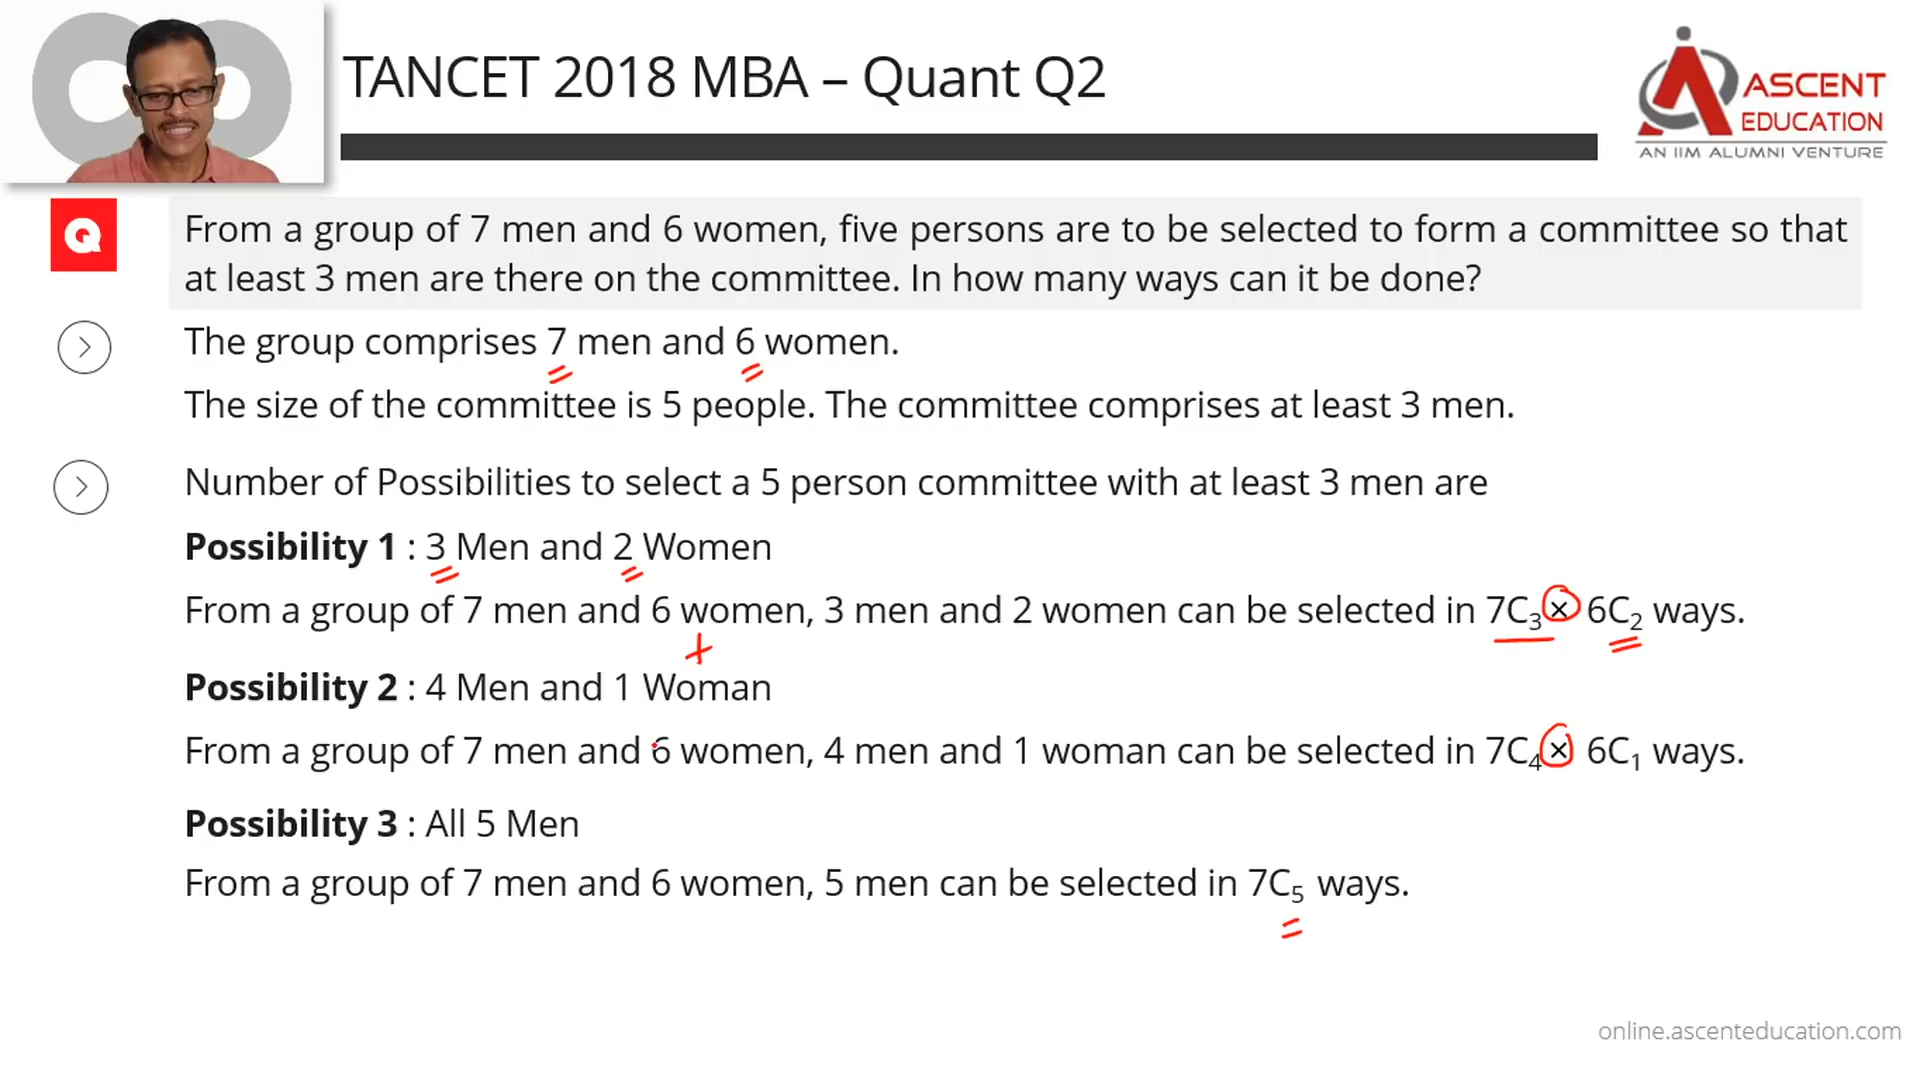 TANCET 2018 MBA – Quant Q2
ASCENT
EDUCATION
AN IIM ALUMNI VENTURE
Q
From a group of 7 men and 6 women, five persons are to be selected to form a committee so that
at least 3 men are there on the committee. In how many ways can it be done?
The group comprises 7 men and 6 women.
The size of the committee is 5 people. The committee comprises at least 3 men.
Number of Possibilities to select a 5 person committee with at least 3 men are
Possibility 1 : 3 Men and 2 Women
From a group of 7 men and 6 women, 3 men and 2 women can be selected in 7C₃ × 6C₂ ways.
+
Possibility 2 : 4 Men and 1 Woman
From a group of 7 men and 6 women, 4 men and 1 woman can be selected in 7C₄ × 6C₁ ways.
Possibility 3 : All 5 Men
From a group of 7 men and 6 women, 5 men can be selected in 7C₅ ways.
online.ascenteducation.com